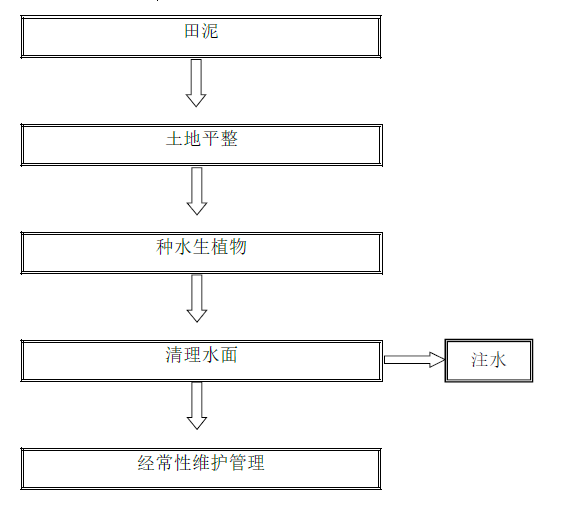 田泥
土地平整
种水生植物
清理水面
注水
经常性维护管理